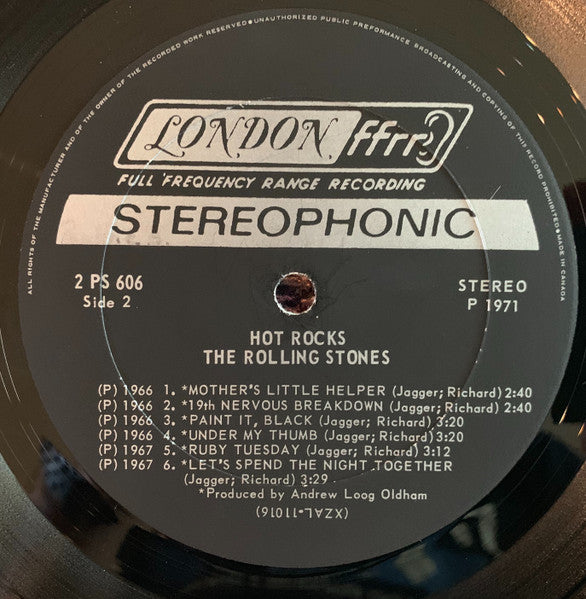 ALL RIGHTS OF THE MANUFACTURER AND OF THE OWNER OF THE RECORDED WORK RESERVED • UNAUTHORIZED PUBLIC PREFORMANCE BROADCASTING AND COPYING OF THIS RECORD PROHIBITED • MADE IN CANADA
LONDON ffrr
FULL FREQUENCY RANGE RECORDING
STEREOPHONIC
2 PS 606
Side 2
STEREO
P 1971
HOT ROCKS
THE ROLLING STONES
(P) 1966 1. *MOTHER'S LITTLE HELPER (Jagger; Richard) 2:40
(P) 1966 2. *19th NERVOUS BREAKDOWN (Jagger; Richard) 2:40
(P) 1966 3. *PAINT IT, BLACK (Jagger; Richard) 3:20
(P) 1966 4. *UNDER MY THUMB (Jagger; Richard) 3:20
(P) 1967 5. *RUBY TUESDAY (Jagger; Richard) 3:12
(P) 1967 6. *LET'S SPEND THE NIGHT TOGETHER
(Jagger; Richard) 3:29
*Produced by Andrew Loog Oldham
(XZAL-111016)